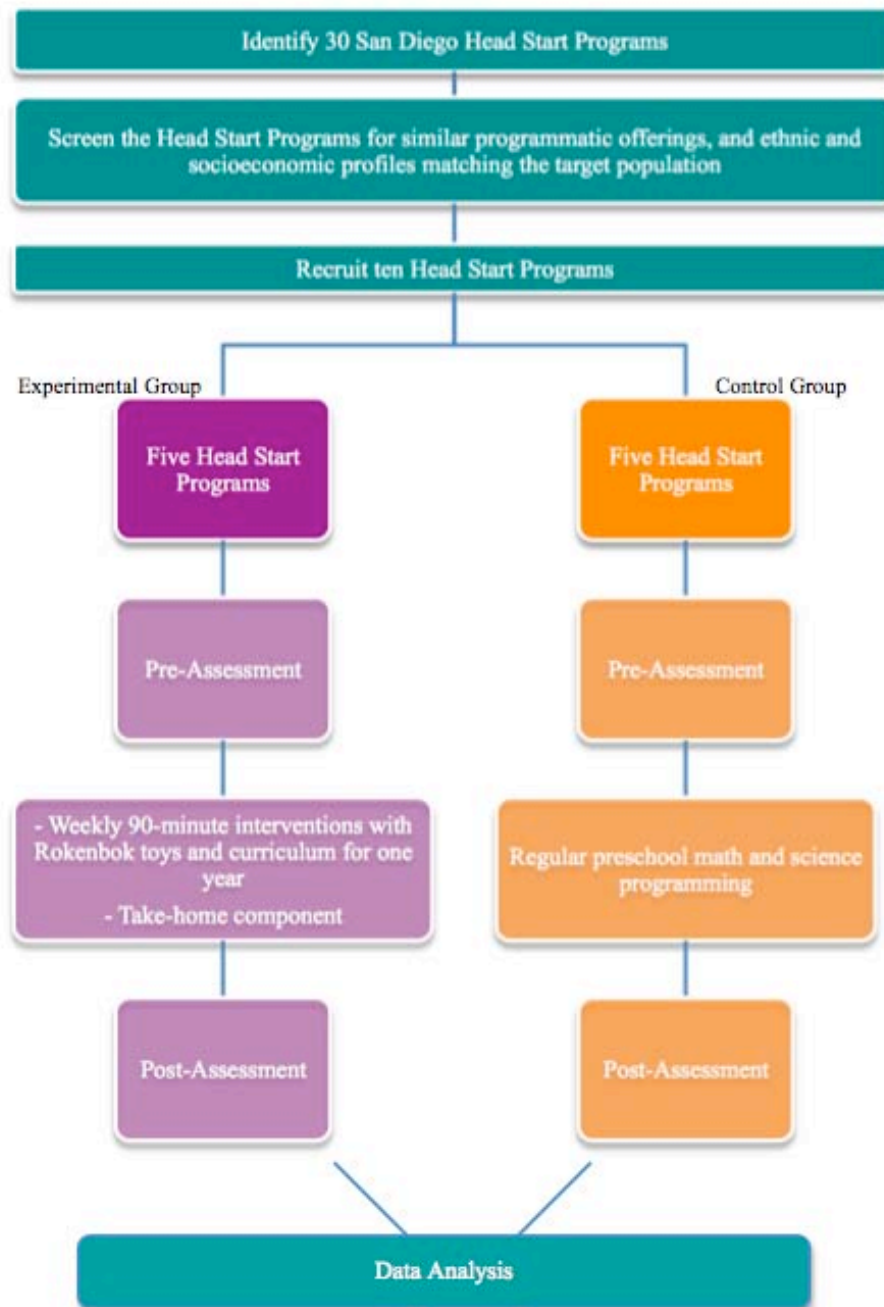 Identify 30 San Diego Head Start Programs
Screen the Head Start Programs for similar programmatic offerings, and ethnic and
socioeconomic profiles matching the target population
Recruit ten Head Start Programs
Experimental Group
Control Group
Five Head Start
Programs
Five Head Start
Programs
Pre-Assessment
Pre-Assessment
- Weekly 90-minute interventions with
Rokenbok toys and curriculum for one
year
- Take-home component
Regular preschool math and science
programming
Post-Assessment
Post-Assessment
Data Analysis